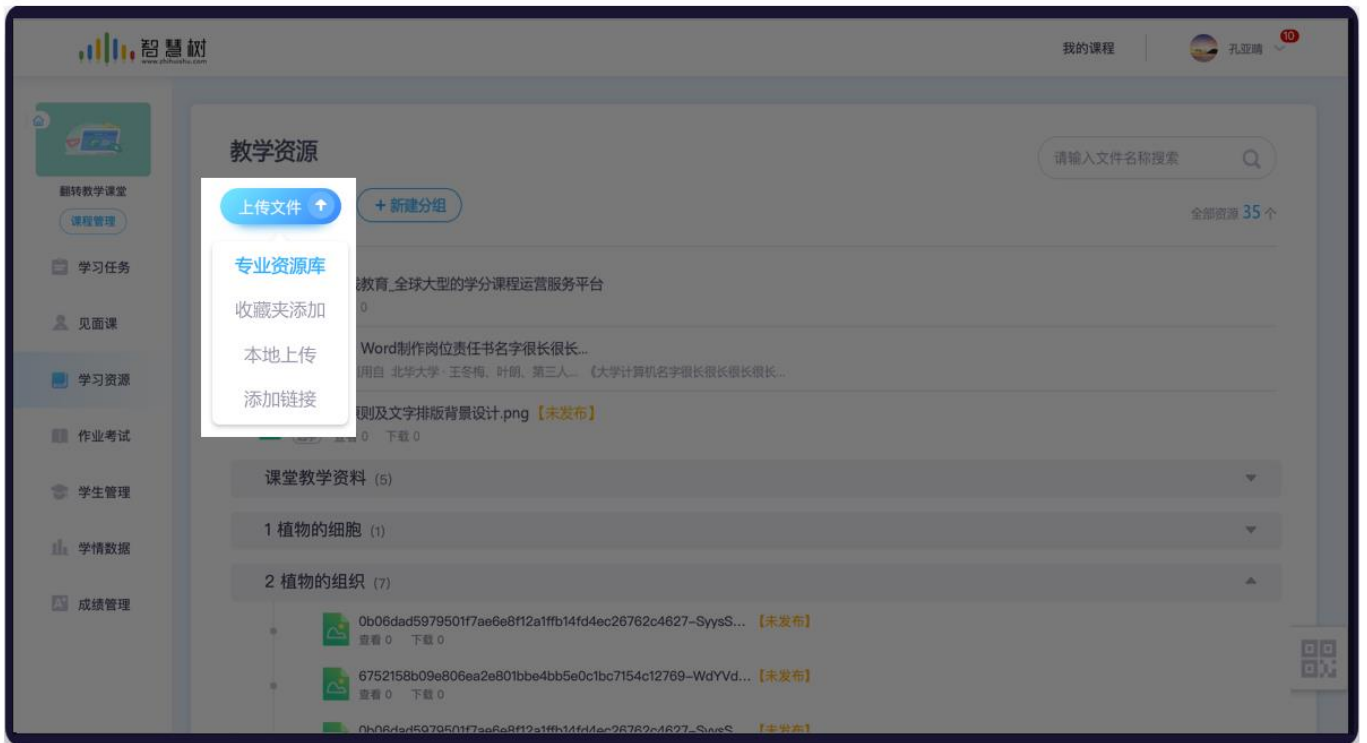 智慧树
www.zhihuishu.com
我的课程
孔亚晴
10
翻转教学课堂
课程管理
学习任务
见面课
学习资源
作业考试
学生管理
学情数据
成绩管理
教学资源
请输入文件名称搜索
上传文件
+ 新建分组
全部资源 35 个
专业资源库
收藏夹添加
本地上传
添加链接
教育_全球大型的学分课程运营服务平台
0
Word制作岗位责任书名字很长很长...
用自 北华大学 · 王冬梅、叶朗、第三人... 《大学计算机名字很长很长很长很长...
则及文字排版背景设计.png【未发布】
查看 0 下载 0
课堂教学资料 (5)
1 植物的细胞 (1)
2 植物的组织 (7)
0b06dad5979501f7ae6e8f12a1ffb14fd4ec26762c4627-SyysS... 【未发布】
查看 0 下载 0
6752158b09e806ea2e801bbe4bb5e0c1bc7154c12769-WdYVd... 【未发布】
查看 0 下载 0
0b06dad5979501f7ae6e8f12a1ffb14fd4ec26762c4627-SyysS... 【未发布】